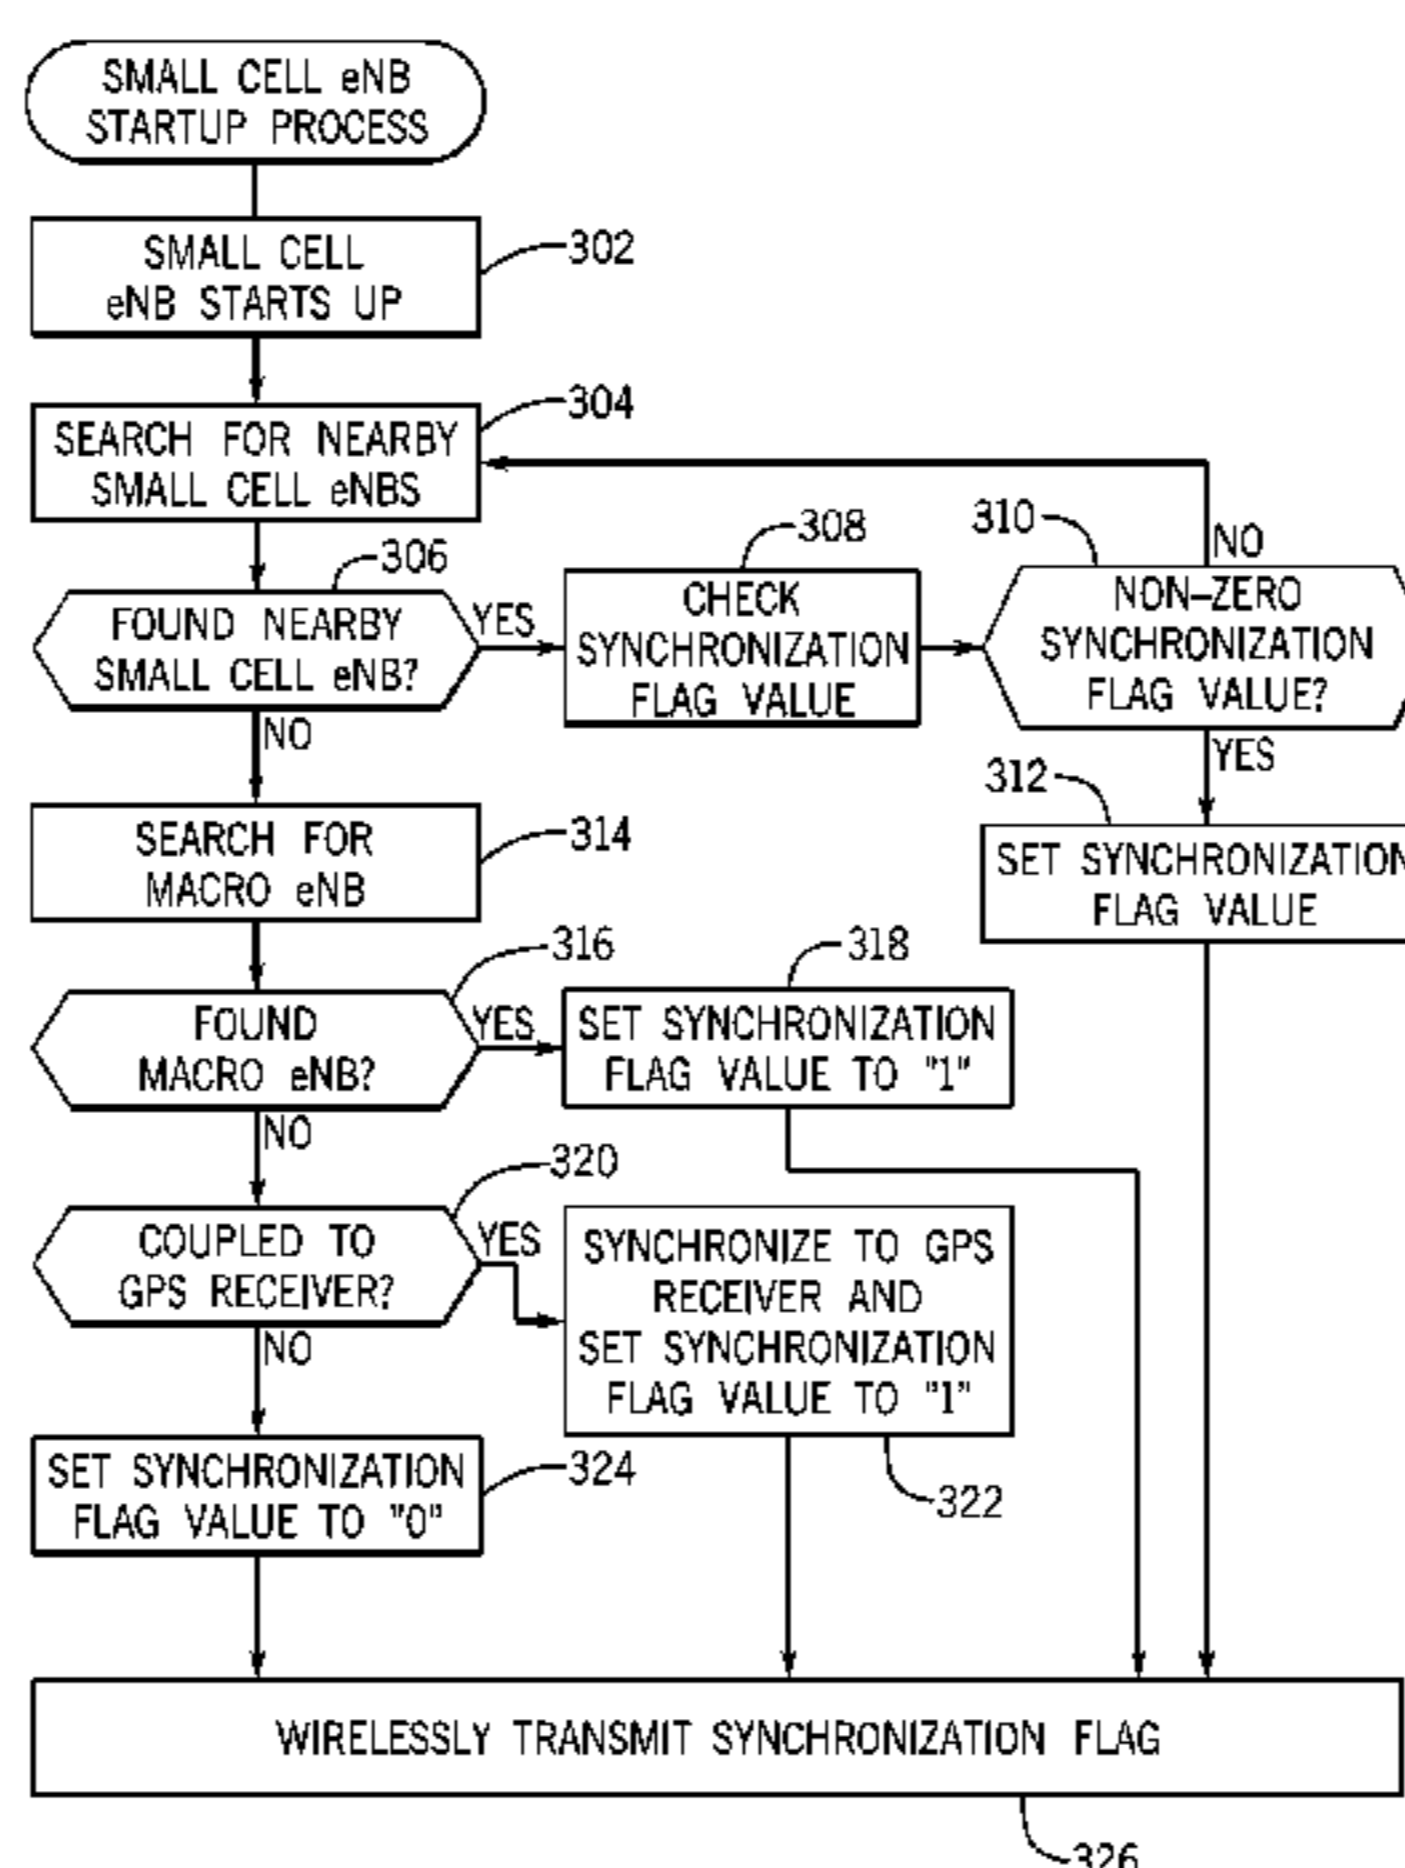 SMALL CELL eNB
STARTUP PROCESS
SMALL CELL
eNB STARTS UP
302
SEARCH FOR NEARBY
SMALL CELL eNBS
304
FOUND NEARBY
SMALL CELL eNB?
306
YES
NO
CHECK
SYNCHRONIZATION
FLAG VALUE
308
NON-ZERO
SYNCHRONIZATION
FLAG VALUE?
310
NO
YES
SET SYNCHRONIZATION
FLAG VALUE
312
SEARCH FOR
MACRO eNB
314
FOUND
MACRO eNB?
316
YES
NO
SET SYNCHRONIZATION
FLAG VALUE TO "1"
318
COUPLED TO
GPS RECEIVER?
320
YES
NO
SYNCHRONIZE TO GPS
RECEIVER AND
SET SYNCHRONIZATION
FLAG VALUE TO "1"
322
SET SYNCHRONIZATION
FLAG VALUE TO "0"
324
WIRELESSLY TRANSMIT SYNCHRONIZATION FLAG
326